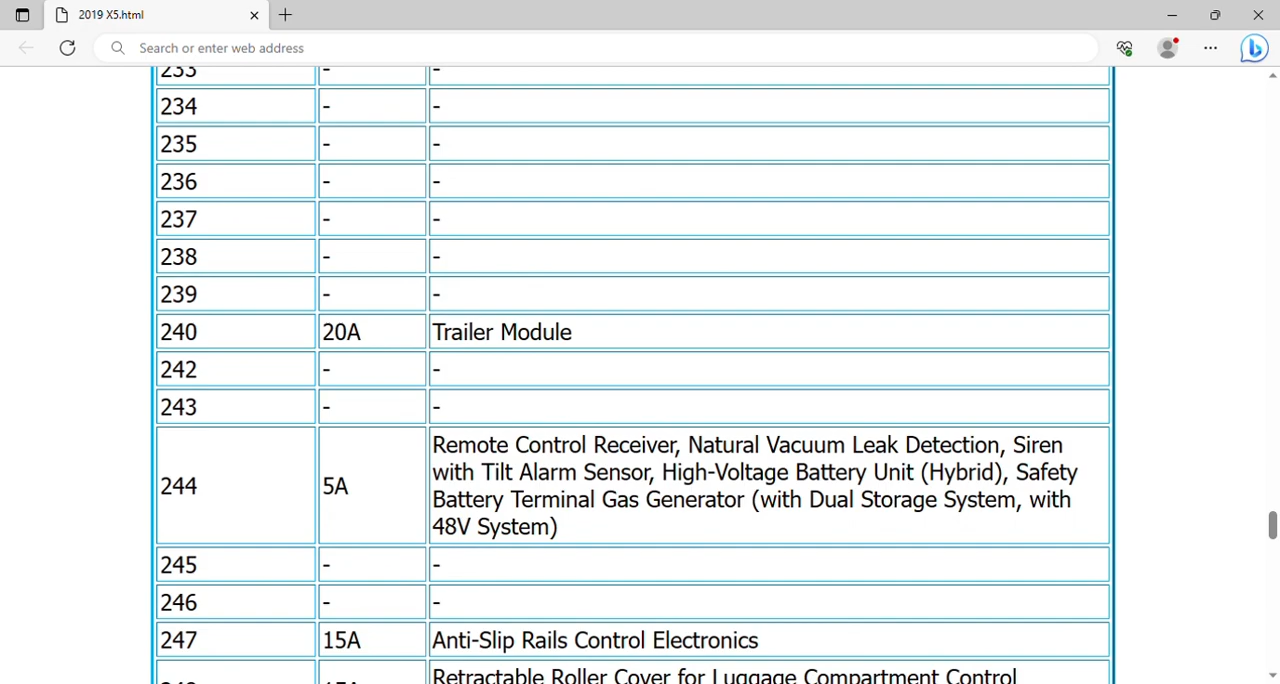 2019 X5.html
Search or enter web address
233 - -
234 - -
235 - -
236 - -
237 - -
238 - -
239 - -
240 20A Trailer Module
242 - -
243 - -
244 5A Remote Control Receiver, Natural Vacuum Leak Detection, Siren
with Tilt Alarm Sensor, High-Voltage Battery Unit (Hybrid), Safety
Battery Terminal Gas Generator (with Dual Storage System, with
48V System)
245 - -
246 - -
247 15A Anti-Slip Rails Control Electronics
Retractable Roller Cover for Luggage Compartment Control